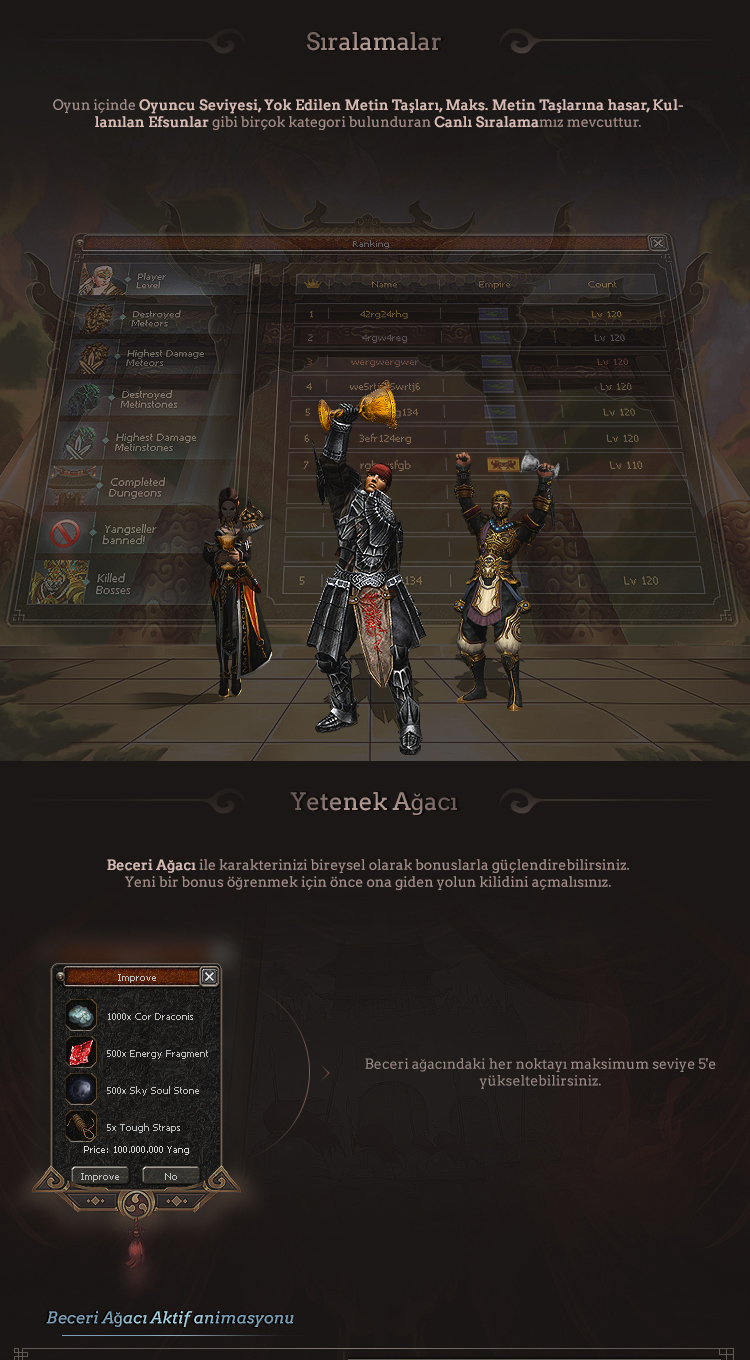 Sıralamalar
Oyun içinde Oyuncu Seviyesi, Yok Edilen Metin Taşları, Maks. Metin Taşlarına hasar, Kul-
lanılan Efsunlar gibi birçok kategori bulunduran Canlı Sıralamamız mevcuttur.
Ranking
Player
Level
Destroyed
Meteors
Highest Damage
Meteors
Destroyed
Metinstones
Highest Damage
Metinstones
Completed
Dungeons
Yangseller
banned!
Killed
Bosses
Name Empire Count
1 42rg24rhg Lv 120
2 4rgw4reg Lv 120
3 wergwergwer Lv 120
4 Lv 120
5 Lv 120
6 3efr124erg Lv 120
7 Lv 110
5 134 Lv 120
Yetenek Ağacı
Beceri Ağacı ile karakterinizi bireysel olarak bonuslarla güçlendirebilirsiniz.
Yeni bir bonus öğrenmek için önce ona giden yolun kilidini açmalısınız.
Improve
1000x Cor Draconis
500x Energy Fragment
500x Sky Soul Stone
5x Tough Straps
Price: 100.000.000 Yang
Improve No
Beceri ağacındaki her noktayı maksimum seviye 5'e
yükseltebilirsiniz.
Beceri Ağacı Aktif animasyonu